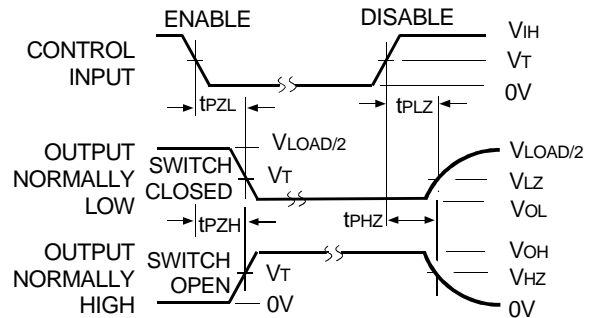 ENABLE DISABLE
CONTROL INPUT
VIH
VT
0V
tPZL tPLZ
OUTPUT NORMALLY LOW
SWITCH CLOSED
VLOAD/2
VT
VLOAD/2
VLZ
VOL
tPZH tPHZ
OUTPUT NORMALLY HIGH
SWITCH OPEN
VT
0V
VOH
VHZ
0V